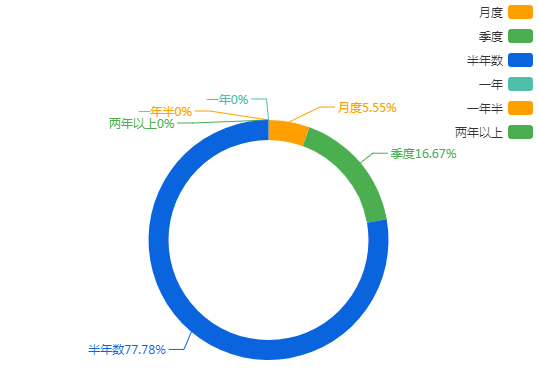 月度
季度
半年数
一年
一年半
两年以上
一年0%
一年半0%
两年以上0%
月度5.55%
季度16.67%
半年数77.78%